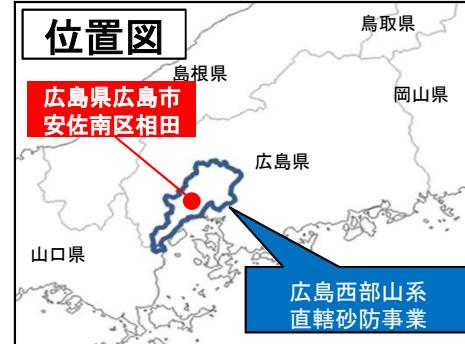 位置図
鳥取県
島根県
広島県広島市
安佐南区相田
岡山県
広島県
山口県
広島西部山系
直轄砂防事業